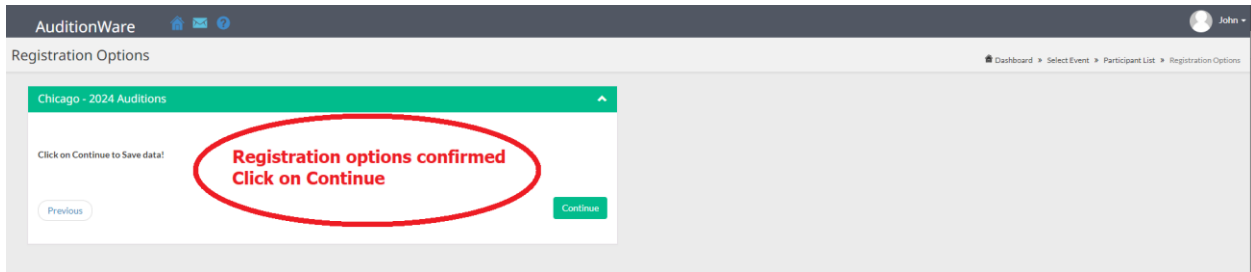 AuditionWare
John
Registration Options
Dashboard » Select Event » Participant List » Registration Options
Chicago - 2024 Auditions
Click on Continue to Save data!
Registration options confirmed
Click on Continue
Previous
Continue